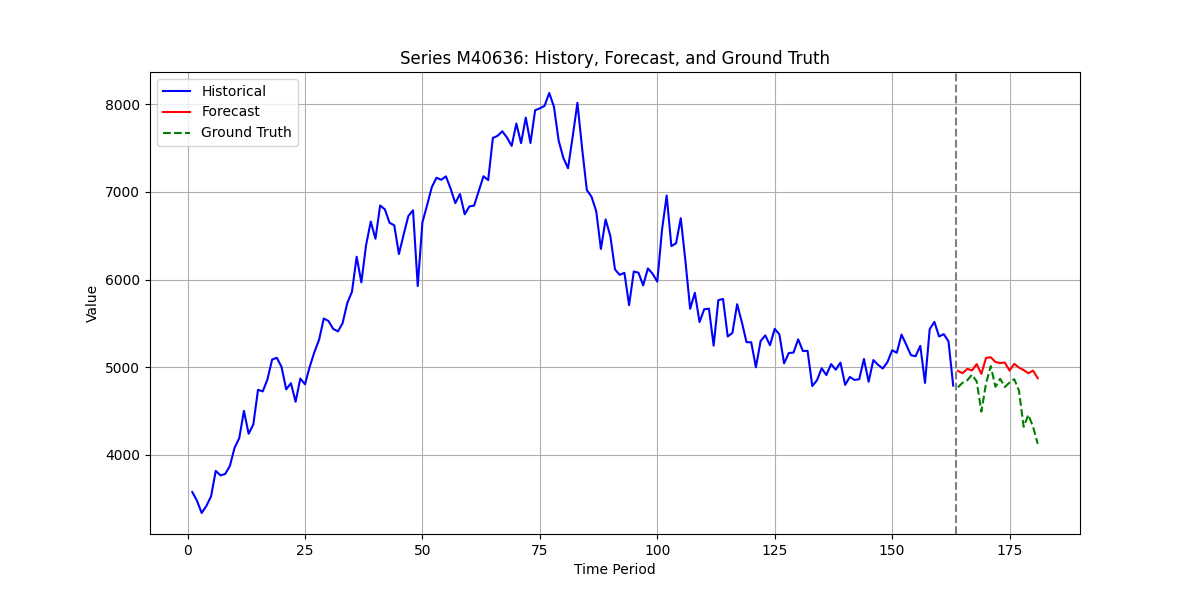 Series M40636: History, Forecast, and Ground Truth
Historical
Forecast
Ground Truth
8000
7000
6000
5000
4000
Value
0 25 50 75 100 125 150 175
Time Period